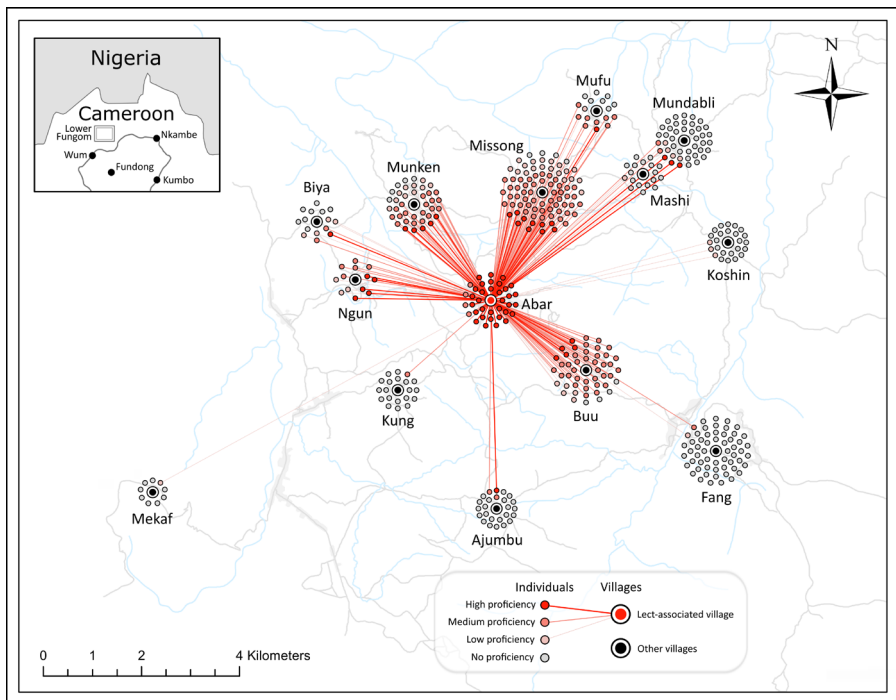 Nigeria
Cameroon
Lower
Fungom
Nkambe
Wum
Fundong
Kumbo
N
Mufu
Mundabli
Missong
Munken
Mashi
Biya
Koshin
Abar
Ngun
Buu
Kung
Fang
Mekaf
Ajumbu
Individuals Villages
High proficiency Lect-associated village
Medium proficiency
Low proficiency Other villages
No proficiency
0 1 2 4 Kilometers